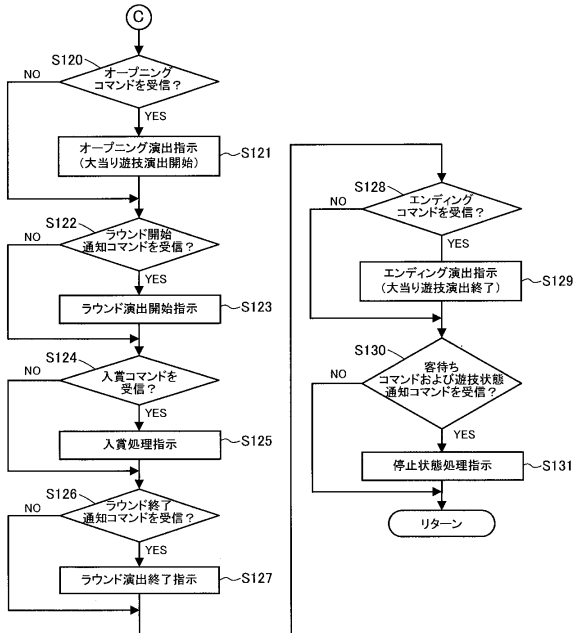 C
S120
オープニング
コマンドを受信？
NO
YES
オープニング演出指示
(大当り遊技演出開始)
S121
S122
ラウンド開始
通知コマンドを受信？
NO
YES
ラウンド演出開始指示
S123
S124
入賞コマンドを
受信？
NO
YES
入賞処理指示
S125
S126
ラウンド終了
通知コマンドを受信？
NO
YES
ラウンド演出終了指示
S127
S128
エンディング
コマンドを受信？
NO
YES
エンディング演出指示
(大当り遊技演出終了)
S129
S130
客待ち
コマンドおよび遊技状態
通知コマンドを受信？
NO
YES
停止状態処理指示
S131
リターン